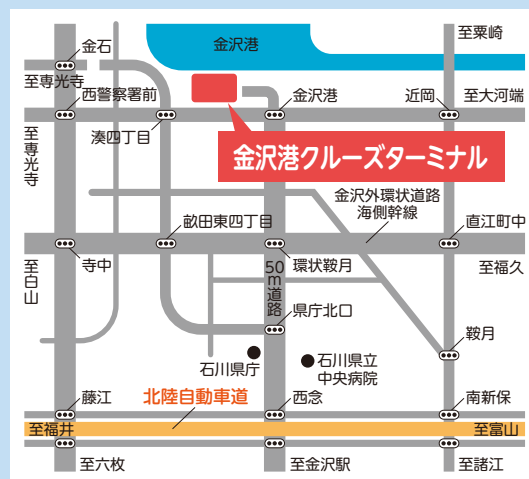 至粟崎
金沢港
金石
至専光寺
西警察署前
金沢港
近岡
至大河端
至専光寺
湊四丁目
金沢港クルーズターミナル
金沢外環状道路
海側幹線
畝田東四丁目
直江町中
寺中
環状鞍月
至福久
至白山
50m道路
県庁北口
鞍月
石川県庁
石川県立
中央病院
藤江
北陸自動車道
西念
南新保
至福井
至富山
至六枚
至金沢駅
至諸江